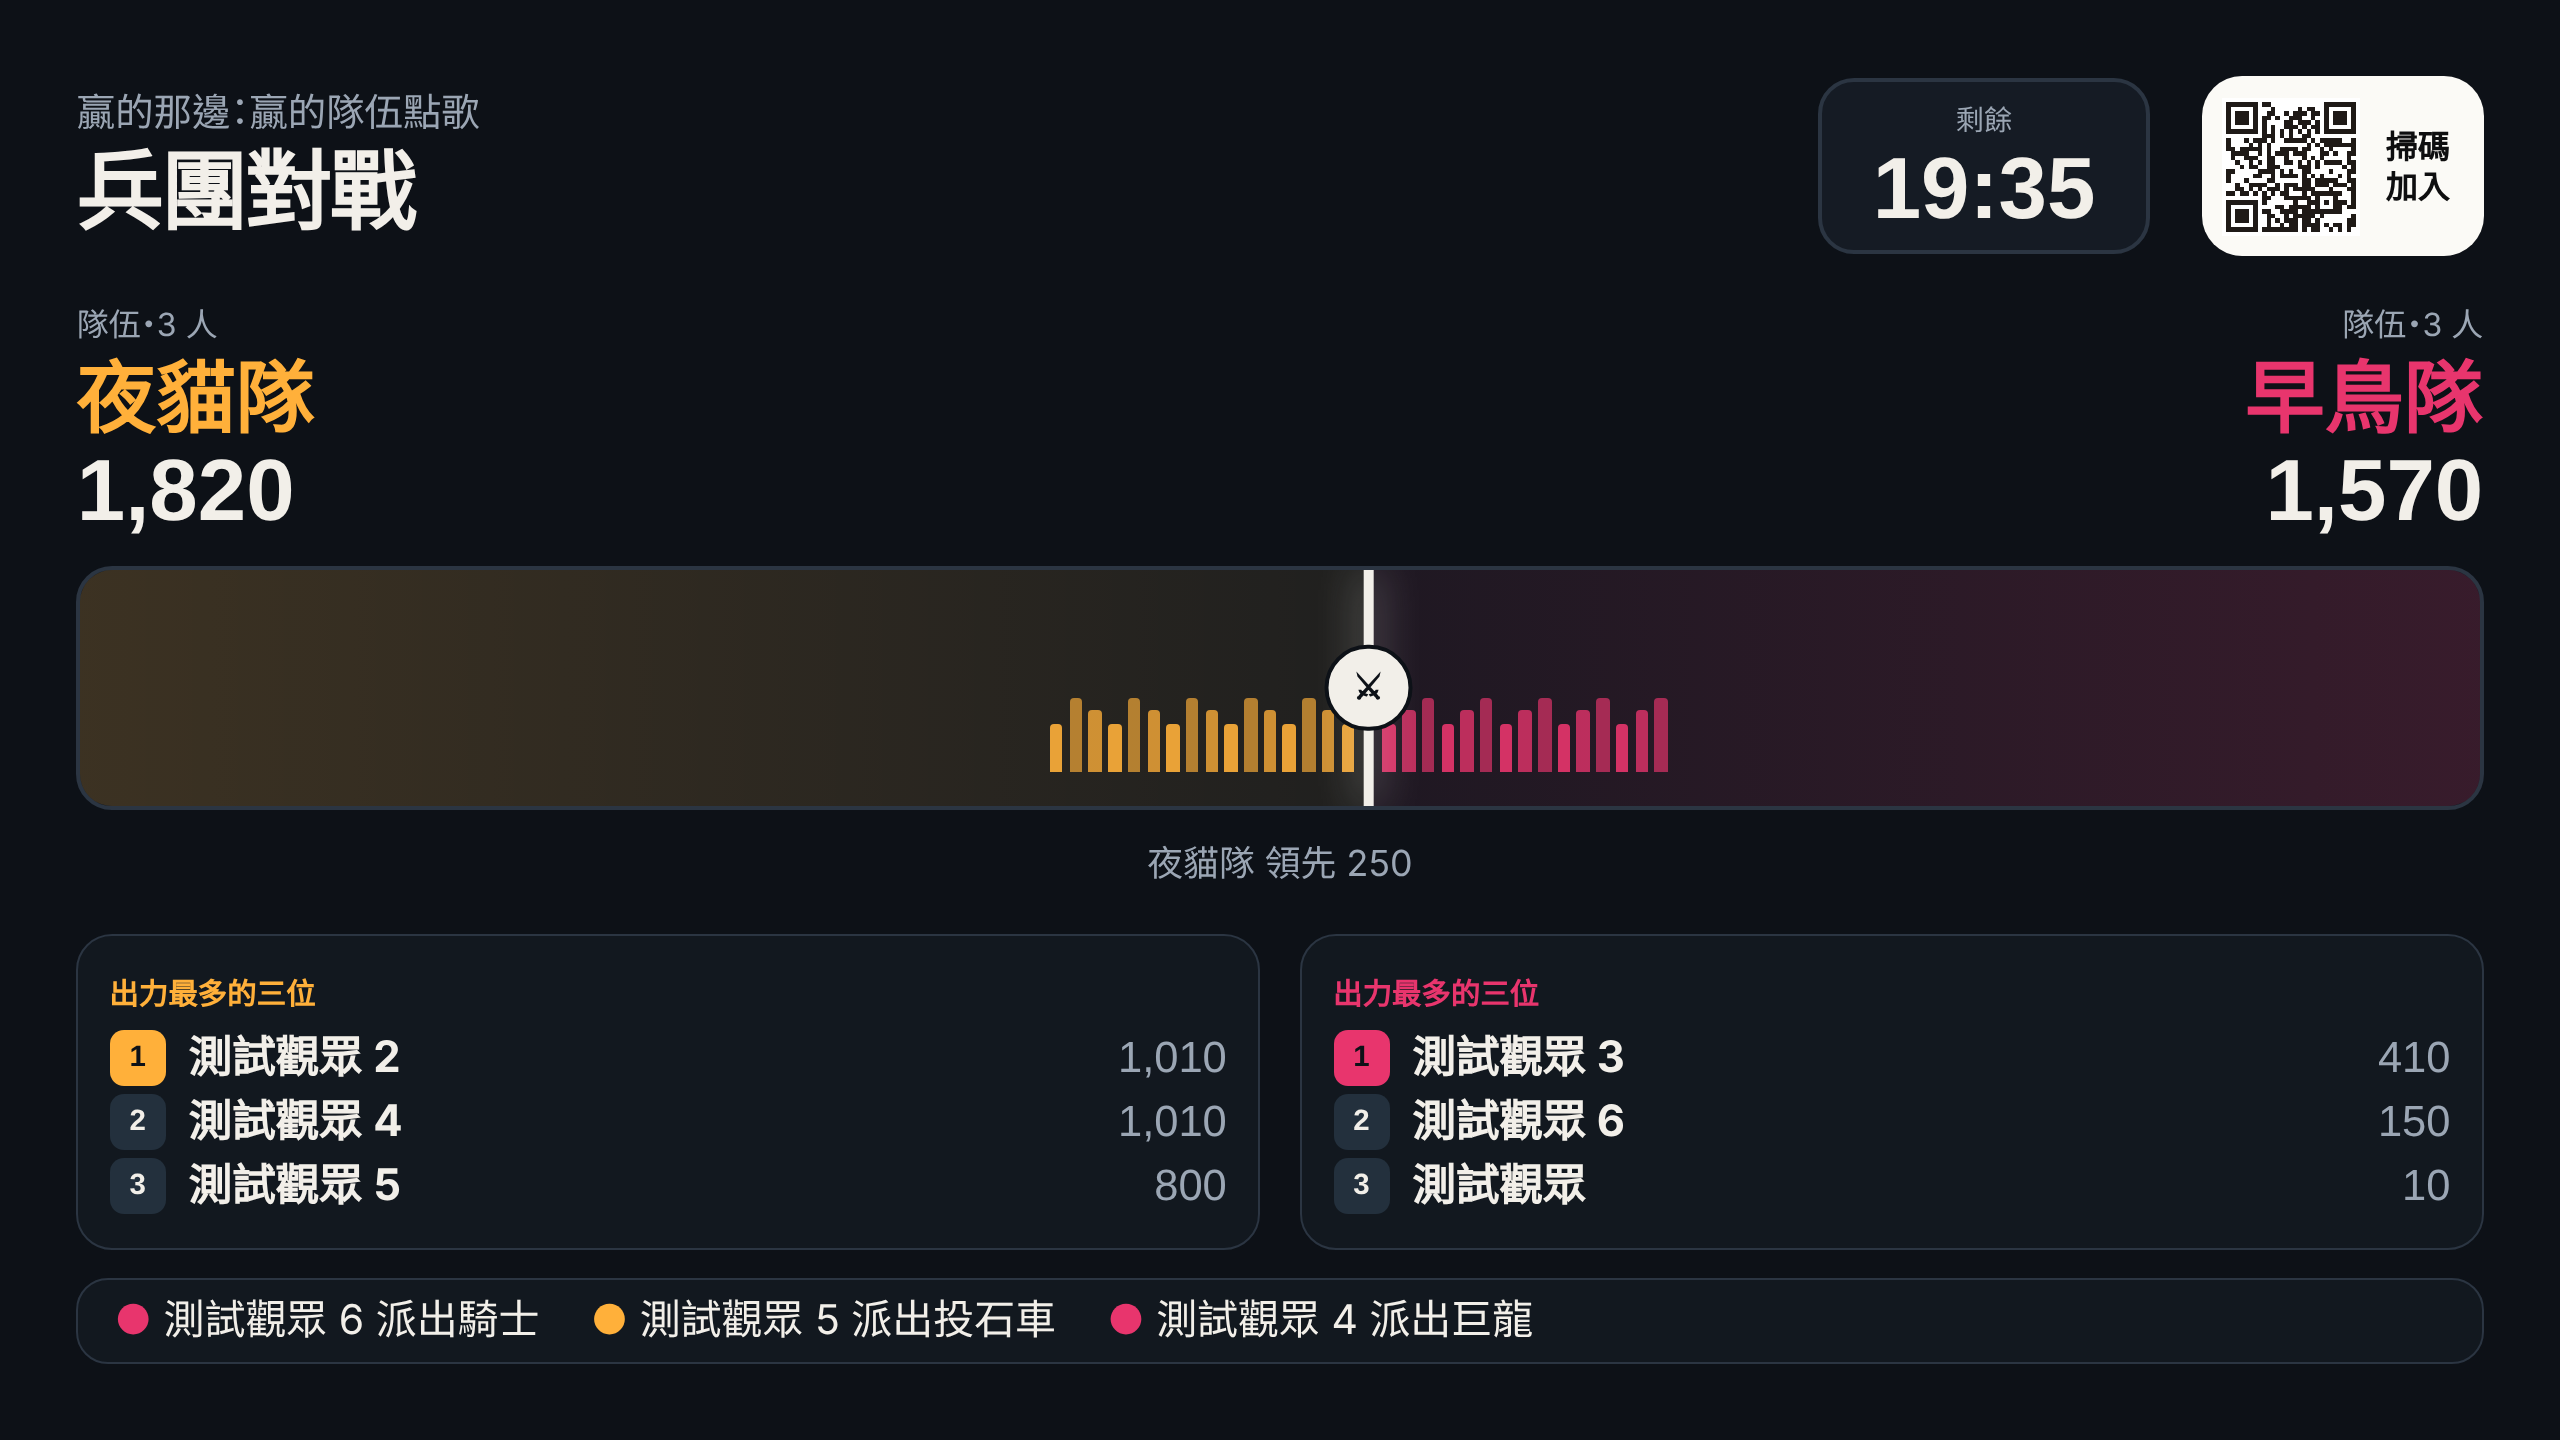 贏的那邊：贏的隊伍點歌
兵團對戰
剩餘
19:35
掃碼
加入
隊伍·3 人
夜貓隊
1,820
隊伍·3 人
早鳥隊
1,570
夜貓隊 領先 250
出力最多的三位
1 測試觀眾 2 1,010
2 測試觀眾 4 1,010
3 測試觀眾 5 800
出力最多的三位
1 測試觀眾 3 410
2 測試觀眾 6 150
3 測試觀眾 10
測試觀眾 6 派出騎士 測試觀眾 5 派出投石車 測試觀眾 4 派出巨龍